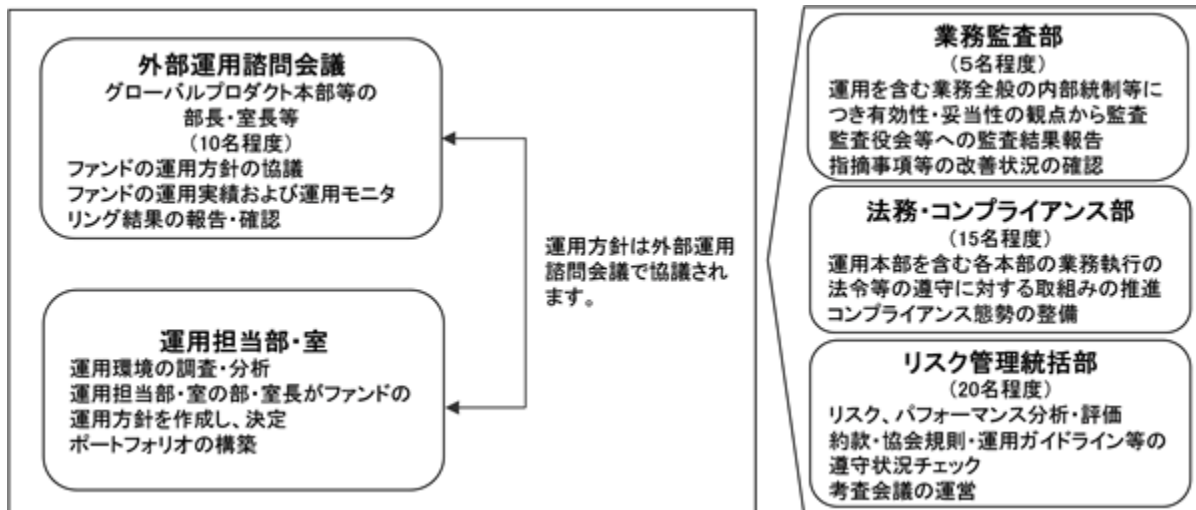 外部運用諮問会議
グローバルプロダクト本部等の
部長・室長等
(10名程度)
ファンドの運用方針の協議
ファンドの運用実績および運用モニタ
リング結果の報告・確認
運用方針は外部運用
諮問会議で協議され
ます。
運用担当部・室
運用環境の調査・分析
運用担当部・室の部・室長がファンドの
運用方針を作成し、決定
ポートフォリオの構築
業務監査部
(5名程度)
運用を含む業務全般の内部統制等に
つき有効性・妥当性の観点から監査
監査役会等への監査結果報告
指摘事項等の改善状況の確認
法務・コンプライアンス部
(15名程度)
運用本部を含む各本部の業務執行の
法令等の遵守に対する取組みの推進
コンプライアンス態勢の整備
リスク管理統括部
(20名程度)
リスク、パフォーマンス分析・評価
約款・協会規則・運用ガイドライン等の
遵守状況チェック
考査会議の運営